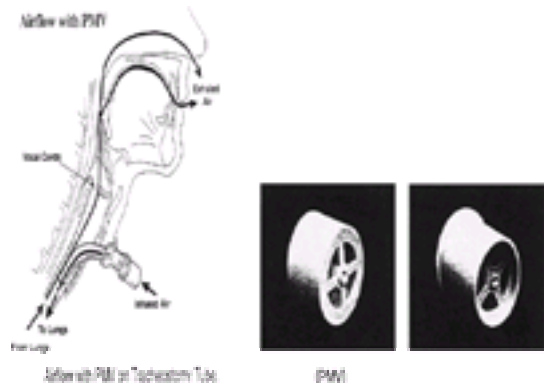 Airflow with PMV
Exhaled
Air
Vocal Cords
Inhaled Air
To Lungs
From Lungs
Airflow with PMV on Tracheostomy Tube
(PMV)